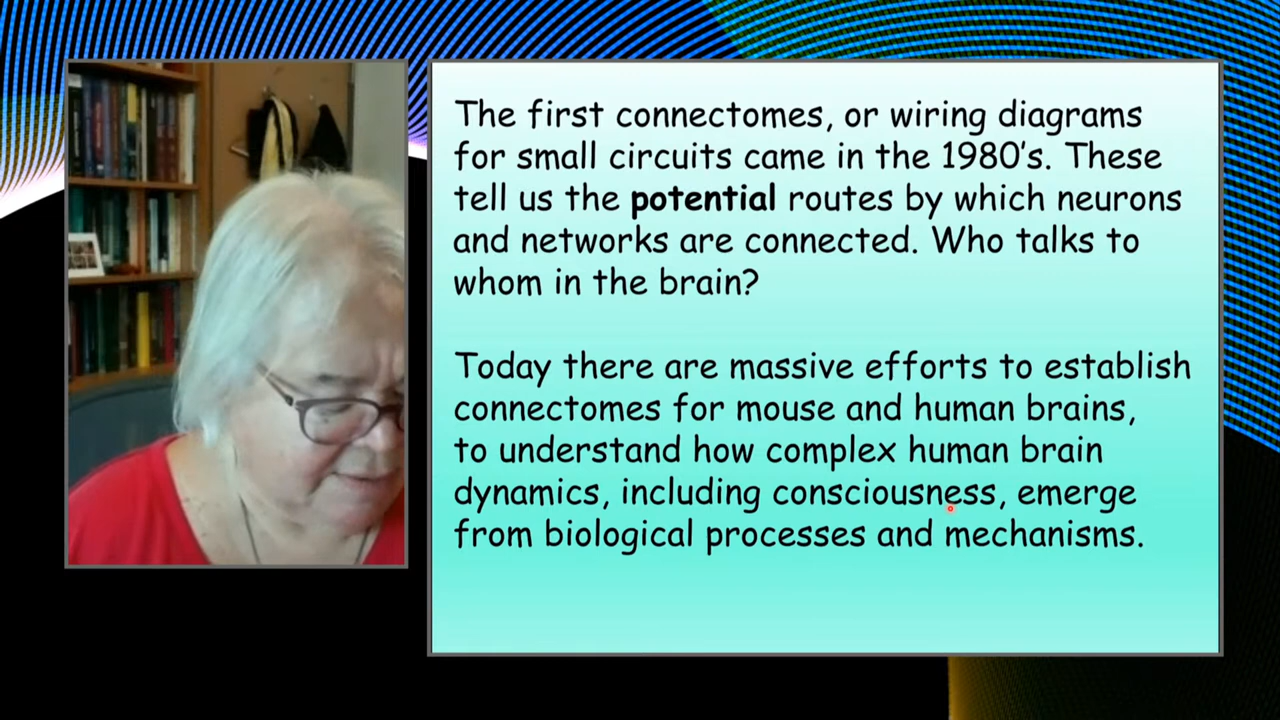 The first connectomes, or wiring diagrams
for small circuits came in the 1980's. These
tell us the potential routes by which neurons
and networks are connected. Who talks to
whom in the brain?
Today there are massive efforts to establish
connectomes for mouse and human brains,
to understand how complex human brain
dynamics, including consciousness, emerge
from biological processes and mechanisms.